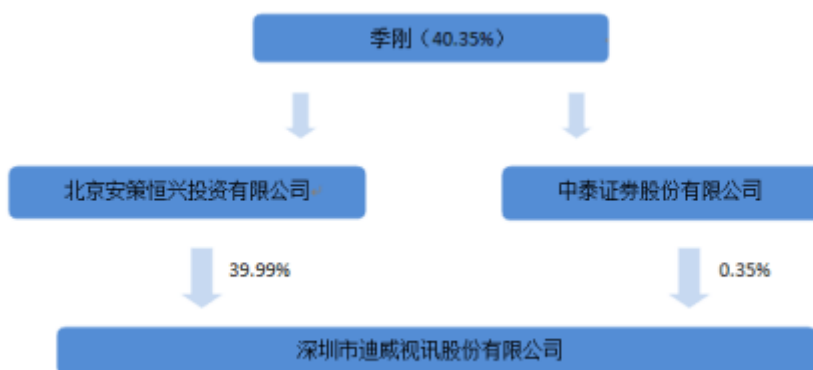 季刚（40.35%）
北京安策恒兴投资有限公司
中泰证券股份有限公司
39.99%
0.35%
深圳市迪威视讯股份有限公司